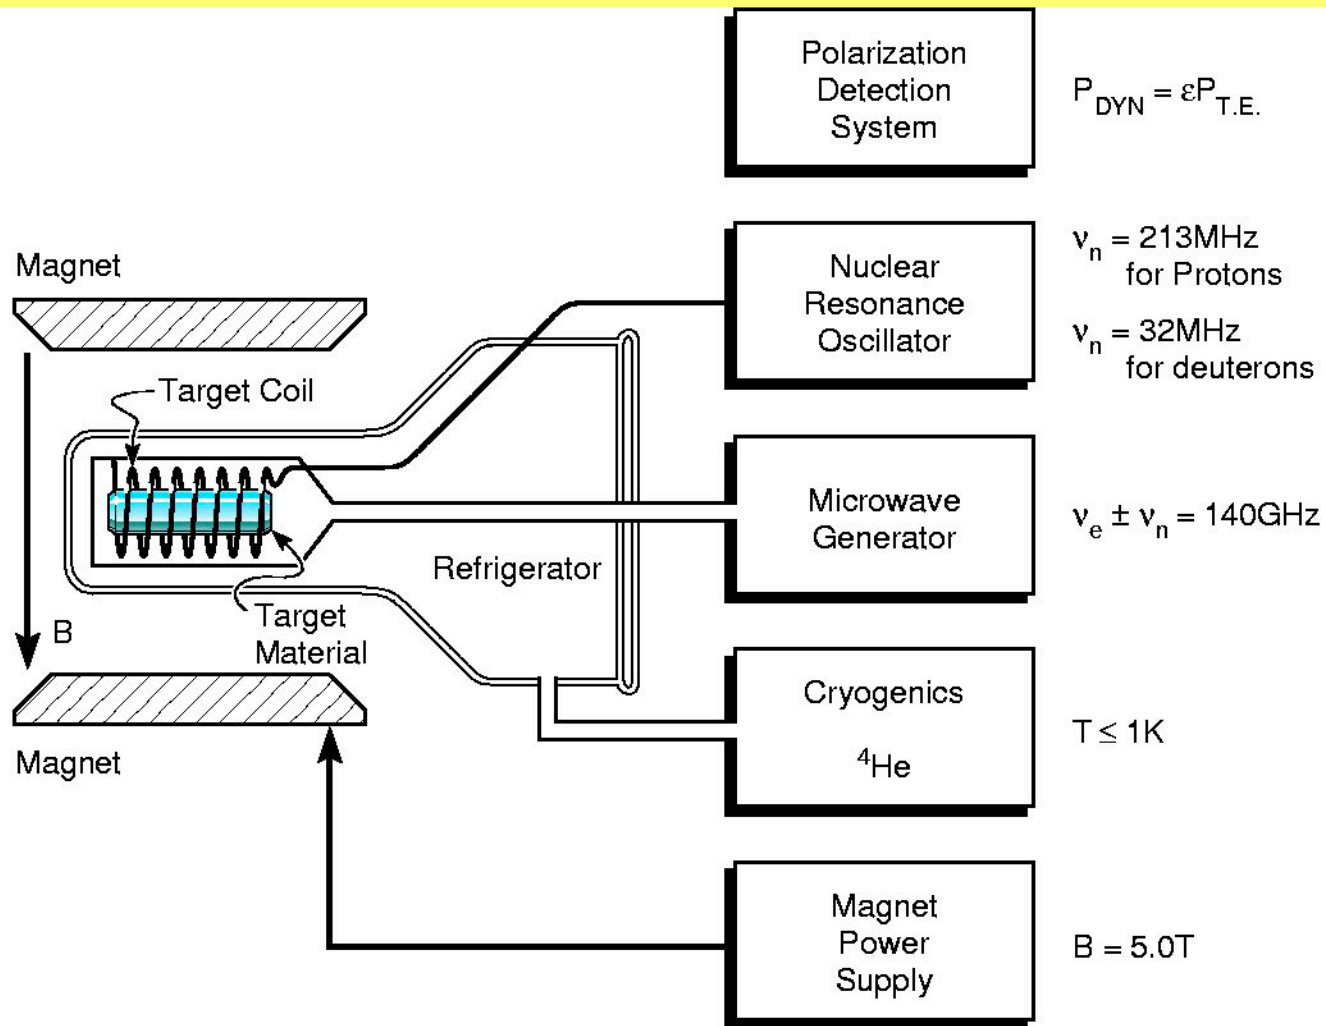 Polarization
Detection
System
P_DYN = εP_T.E.
Nuclear
Resonance
Oscillator
ν_n = 213MHz
for Protons
ν_n = 32MHz
for deuterons
Magnet
Target Coil
Microwave
Generator
ν_e ± ν_n = 140GHz
Refrigerator
Target
Material
B
Cryogenics
⁴He
T ≤ 1K
Magnet
Magnet
Power
Supply
B = 5.0T